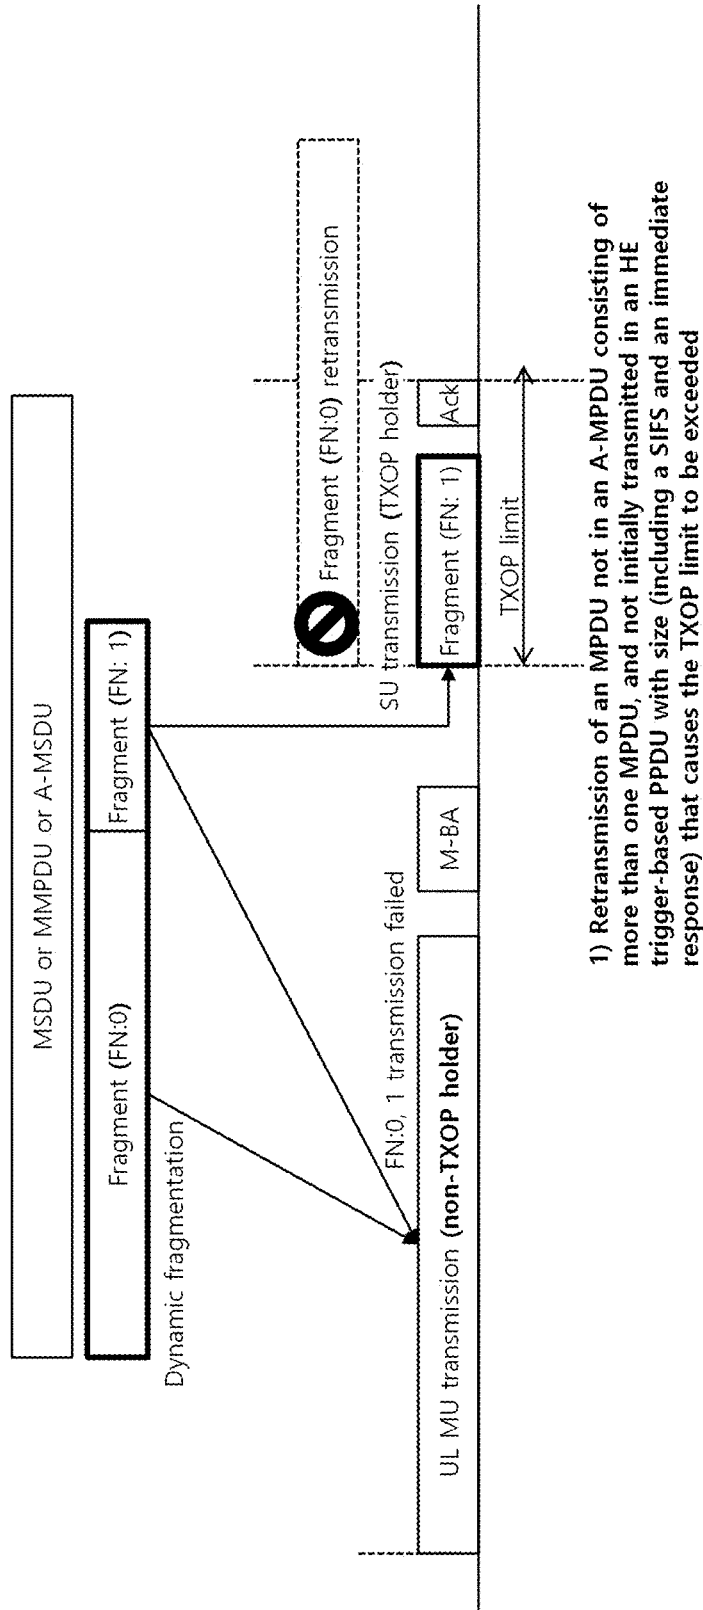 MSDU or MMPDU or A-MSDU
Fragment (FN:0)
Fragment (FN: 1)
Dynamic fragmentation
Fragment (FN:0) retransmission
FN:0, 1 transmission failed
SU transmission (TXOP holder)
UL MU transmission (non-TXOP holder)
M-BA
Fragment (FN: 1)
Ack
TXOP limit
1) Retransmission of an MPDU not in an A-MPDU consisting of
more than one MPDU, and not initially transmitted in an HE
trigger-based PPDU with size (including a SIFS and an immediate
response) that causes the TXOP limit to be exceeded